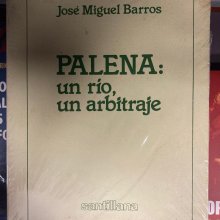 José Miguel Barros
PALENA:
un río,
un arbitraje
santillana